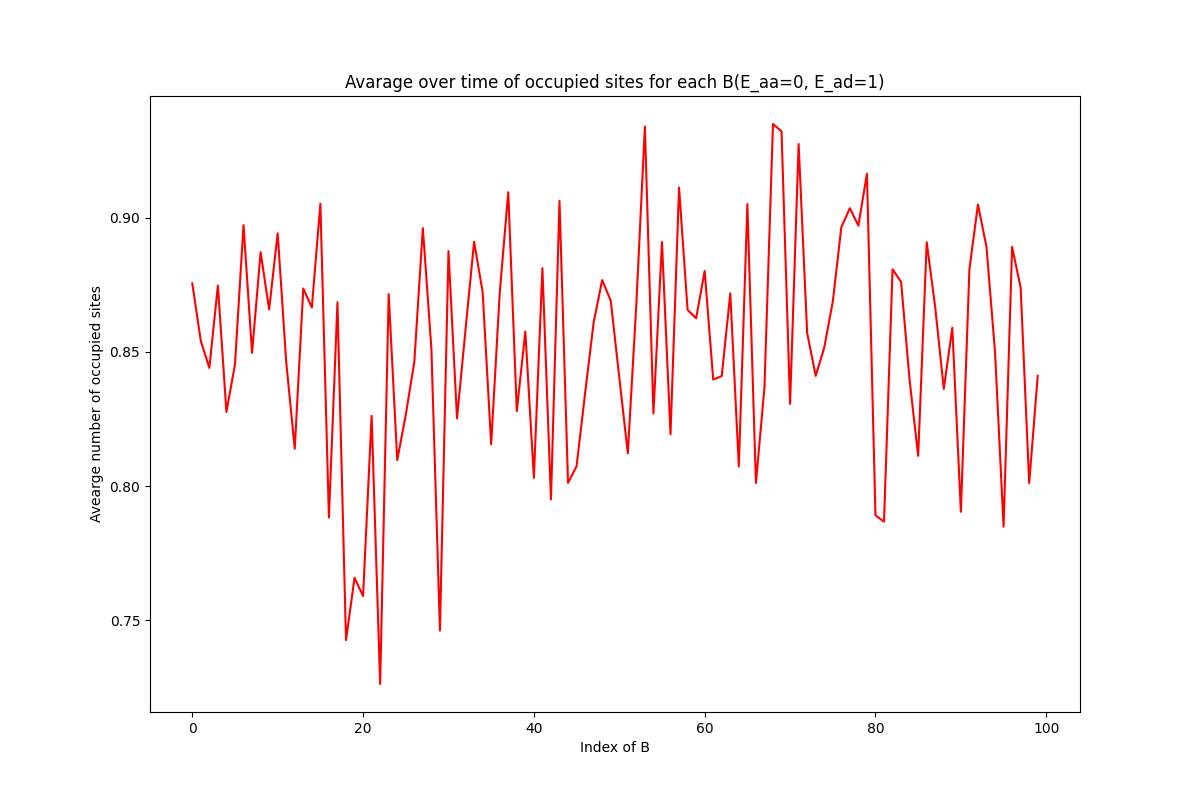 Avarage over time of occupied sites for each B(E_aa=0, E_ad=1)
Avearge number of occupied sites
0.90
0.85
0.80
0.75
0 20 40 60 80 100
Index of B